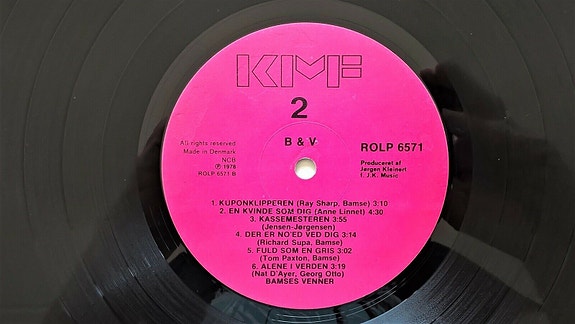 KMF
2
B & V
All rights reserved
Made in Denmark
NCB
℗ 1978
ROLP 6571 B
ROLP 6571
Produceret af
Jørgen Kleinert
f. J.K. Music
1. KUPONKLIPPEREN (Ray Sharp, Bamse) 3:10
2. EN KVINDE SOM DIG (Anne Linnet) 4:30
3. KASSEMESTEREN 3:55
(Jensen-Jørgensen)
4. DER ER NO'ED VED DIG 3:14
(Richard Supa, Bamse)
5. FULD SOM EN GRIS 3:02
(Tom Paxton, Bamse)
6. ALENE I VERDEN 3:19
(Nat D'Ayer, Georg Otto)
BAMSES VENNER